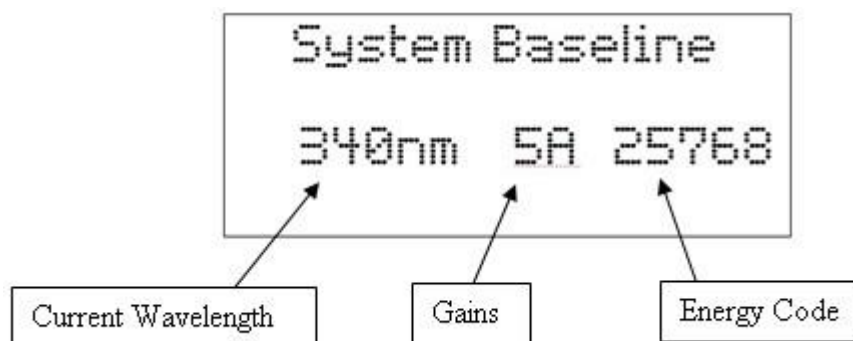 System Baseline
340nm 5A 25768
Current Wavelength
Gains
Energy Code